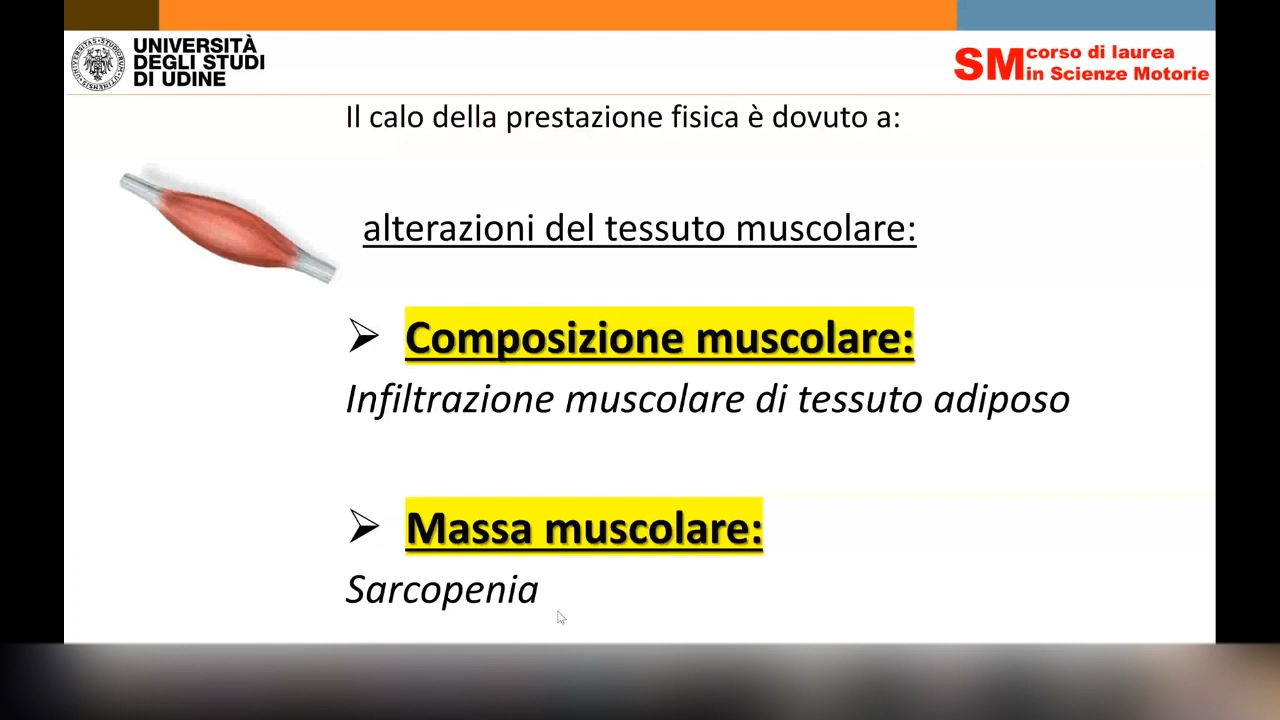 UNIVERSITÀ
DEGLI STUDI
DI UDINE
SM corso di laurea
in Scienze Motorie
Il calo della prestazione fisica è dovuto a:
alterazioni del tessuto muscolare:
➢ Composizione muscolare:
Infiltrazione muscolare di tessuto adiposo
➢ Massa muscolare:
Sarcopenia